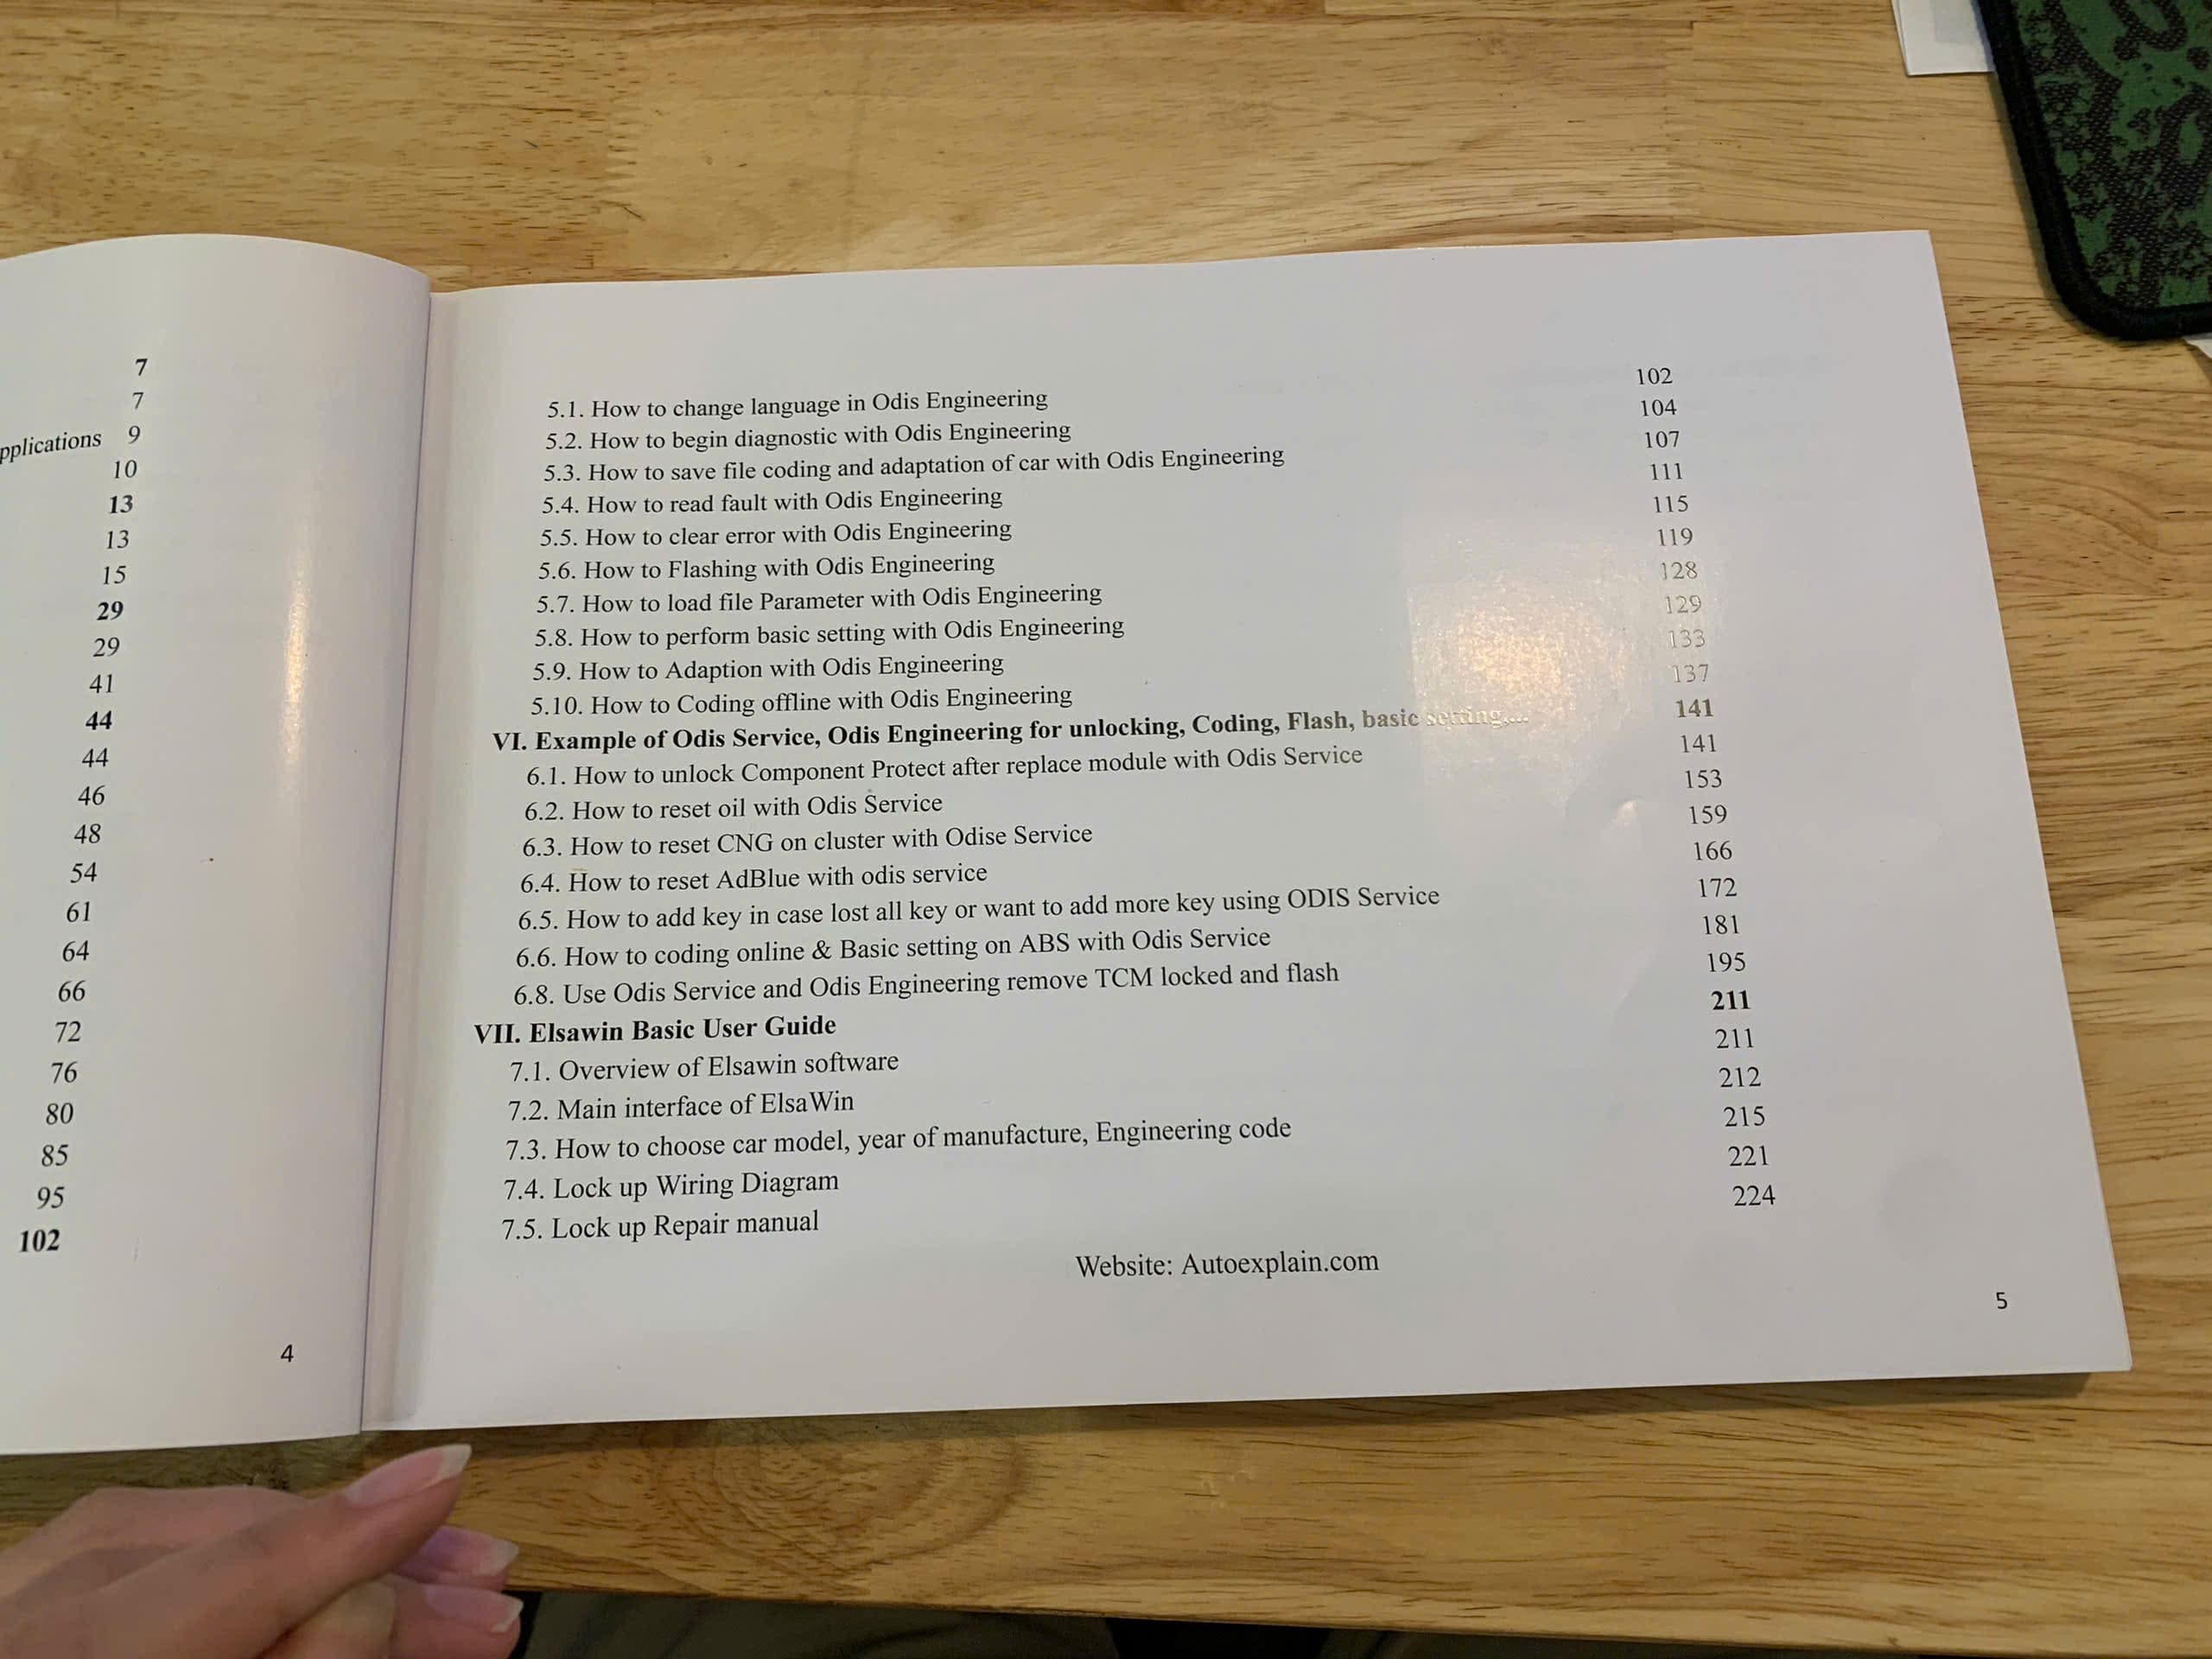 7
7
pplications 9
10
13
13
15
29
29
41
44
44
46
48
54
61
64
66
72
76
80
85
95
102
4
5.1. How to change language in Odis Engineering 102
5.2. How to begin diagnostic with Odis Engineering 104
5.3. How to save file coding and adaptation of car with Odis Engineering 107
5.4. How to read fault with Odis Engineering 111
5.5. How to clear error with Odis Engineering 115
5.6. How to Flashing with Odis Engineering 119
5.7. How to load file Parameter with Odis Engineering 128
5.8. How to perform basic setting with Odis Engineering 129
5.9. How to Adaption with Odis Engineering 133
5.10. How to Coding offline with Odis Engineering 137
VI. Example of Odis Service, Odis Engineering for unlocking, Coding, Flash, basic setting,... 141
6.1. How to unlock Component Protect after replace module with Odis Service 141
6.2. How to reset oil with Odis Service 153
6.3. How to reset CNG on cluster with Odise Service 159
6.4. How to reset AdBlue with odis service 166
6.5. How to add key in case lost all key or want to add more key using ODIS Service 172
6.6. How to coding online & Basic setting on ABS with Odis Service 181
6.8. Use Odis Service and Odis Engineering remove TCM locked and flash 195
VII. Elsawin Basic User Guide 211
7.1. Overview of Elsawin software 211
7.2. Main interface of ElsaWin 212
7.3. How to choose car model, year of manufacture, Engineering code 215
7.4. Lock up Wiring Diagram 221
7.5. Lock up Repair manual 224
Website: Autoexplain.com
5